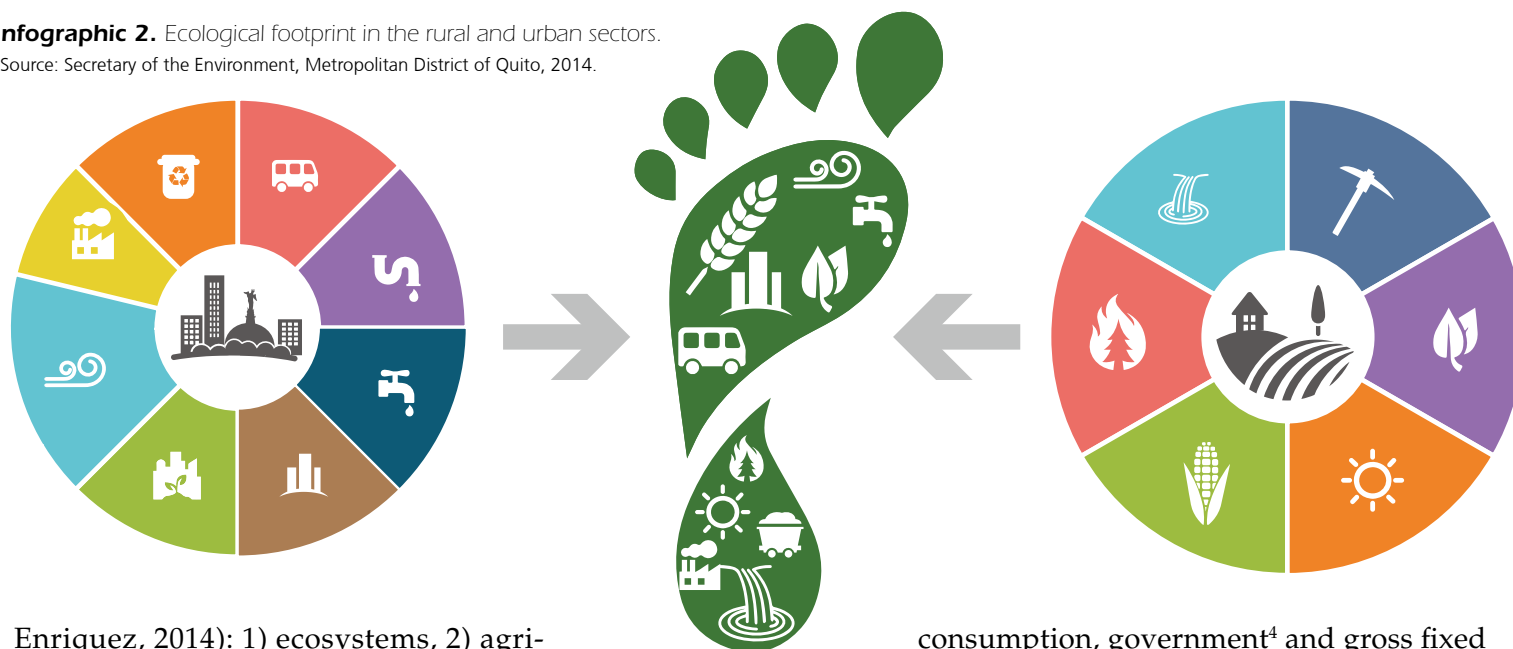 nfographic 2. Ecological footprint in the rural and urban sectors.
Source: Secretary of the Environment, Metropolitan District of Quito, 2014.
Enriquez, 2014): 1) ecosystems, 2) agri-
consumption, government⁴ and gross fixed